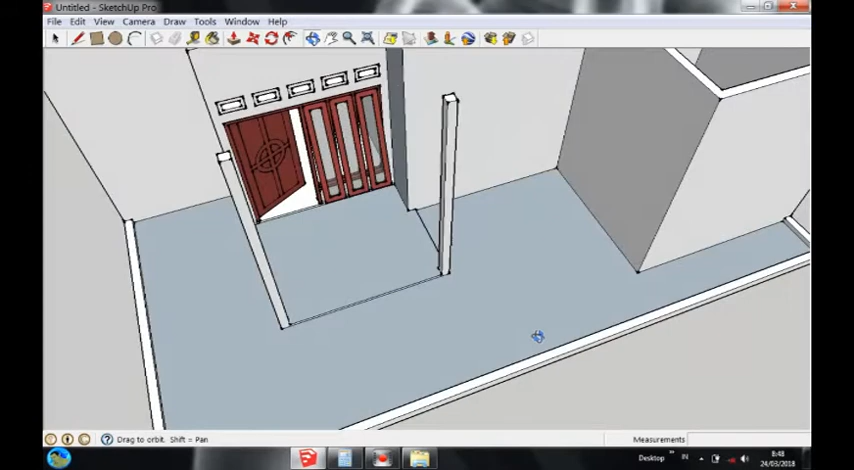 Untitled - SketchUp Pro
File Edit View Camera Draw Tools Window Help
Drag to orbit. Shift = Pan
Measurements
Desktop
IN
8:48
24/03/2018